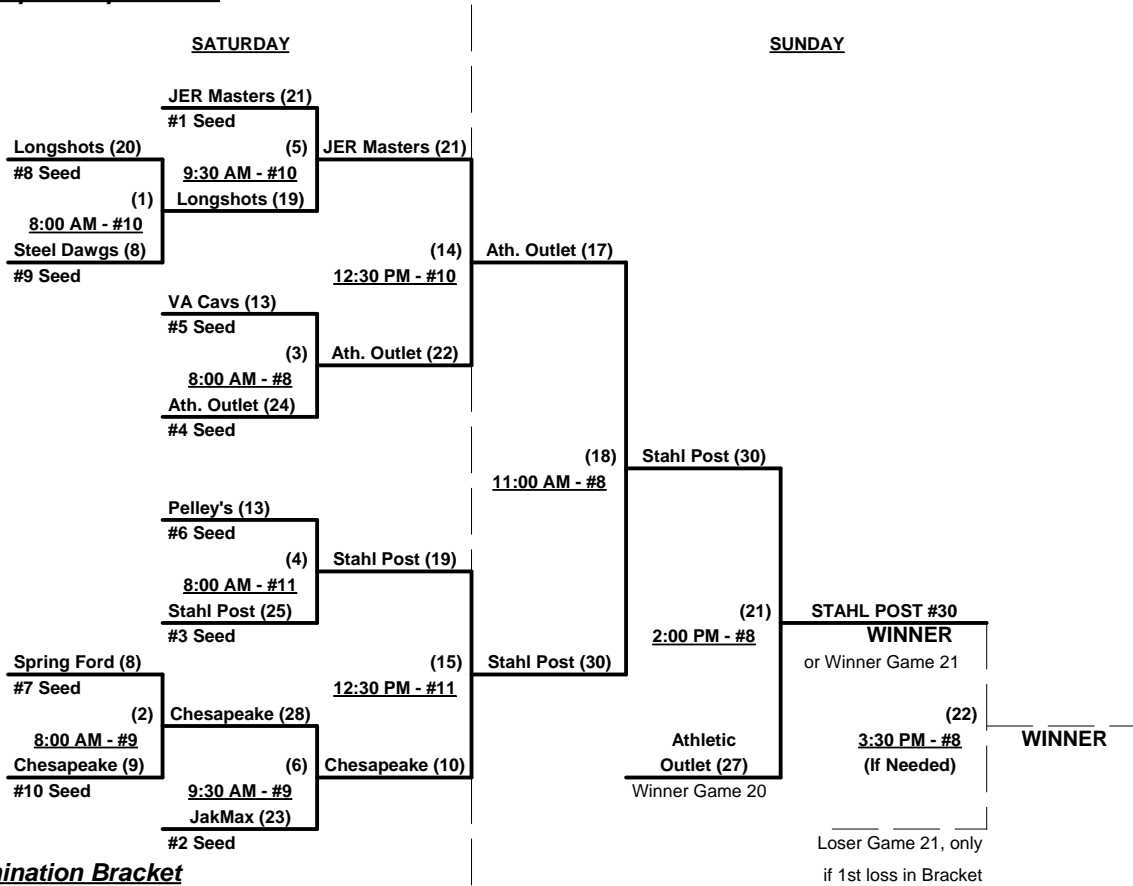 SATURDAY
SUNDAY
JER Masters (21)
#1 Seed
Longshots (20)
(5)
JER Masters (21)
#8 Seed
9:30 AM - #10
(1)
Longshots (19)
8:00 AM - #10
Steel Dawgs (8)
(14)
Ath. Outlet (17)
#9 Seed
12:30 PM - #10
VA Cavs (13)
#5 Seed
(3)
Ath. Outlet (22)
8:00 AM - #8
Ath. Outlet (24)
#4 Seed
(18)
Stahl Post (30)
11:00 AM - #8
Pelley's (13)
#6 Seed
(4)
Stahl Post (19)
8:00 AM - #11
Stahl Post (25)
(21)
STAHL POST #30
#3 Seed
2:00 PM - #8
WINNER
Spring Ford (8)
(15)
Stahl Post (30)
or Winner Game 21
#7 Seed
12:30 PM - #11
(2)
Chesapeake (28)
(22)
8:00 AM - #9
Athletic
3:30 PM - #8
WINNER
Chesapeake (9)
(6)
Chesapeake (10)
Outlet (27)
(If Needed)
#10 Seed
9:30 AM - #9
Winner Game 20
JakMax (23)
#2 Seed
Loser Game 21, only
ination Bracket
if 1st loss in Bracket